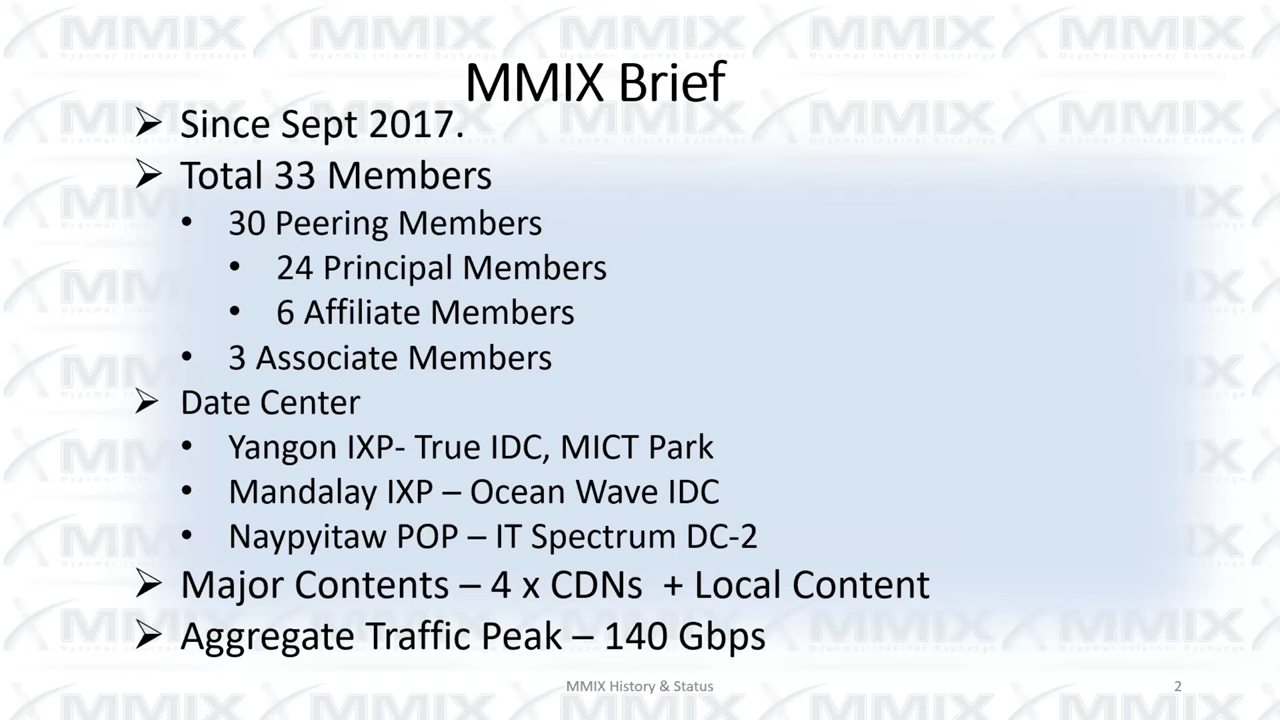 MMIX Brief
➢ Since Sept 2017.
➢ Total 33 Members
• 30 Peering Members
• 24 Principal Members
• 6 Affiliate Members
• 3 Associate Members
➢ Date Center
• Yangon IXP- True IDC, MICT Park
• Mandalay IXP – Ocean Wave IDC
• Naypyitaw POP – IT Spectrum DC-2
➢ Major Contents – 4 x CDNs + Local Content
➢ Aggregate Traffic Peak – 140 Gbps
MMIX History & Status
2